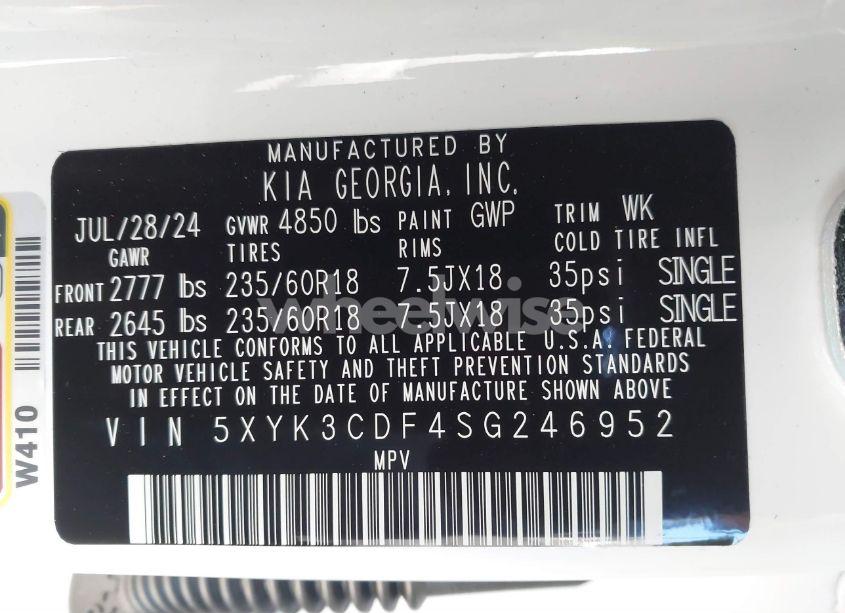 MANUFACTURED BY
KIA GEORGIA, INC.
JUL/28/24 GVWR 4850 lbs PAINT GWP TRIM WK
GAWR TIRES RIMS COLD TIRE INFL
FRONT 2777 lbs 235/60R18 7.5JX18 35psi SINGLE
REAR 2645 lbs 235/60R18 7.5JX18 35psi SINGLE
wheelwise
THIS VEHICLE CONFORMS TO ALL APPLICABLE U.S.A. FEDERAL
MOTOR VEHICLE SAFETY AND THEFT PREVENTION STANDARDS
IN EFFECT ON THE DATE OF MANUFACTURE SHOWN ABOVE
VIN 5XYK3CDF4SG246952
MPV
W410